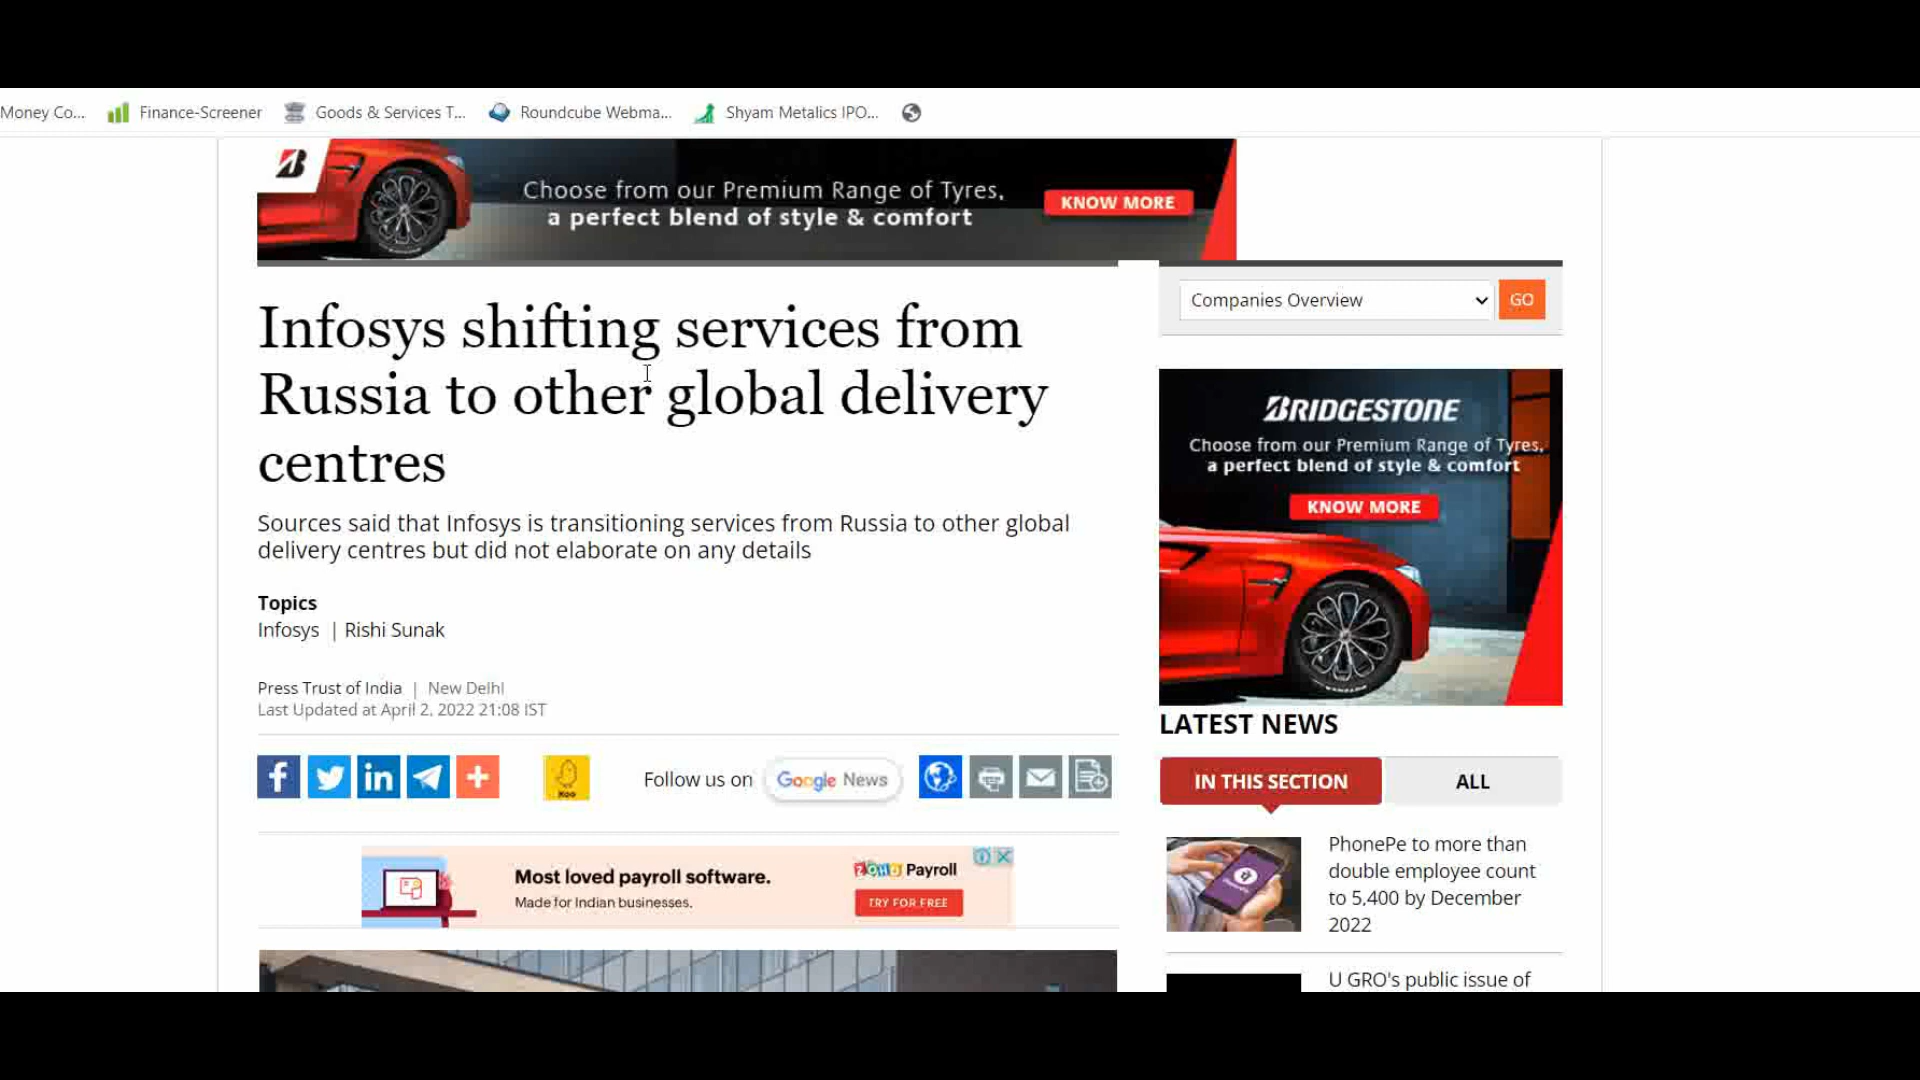 Money Co...
Finance-Screener
Goods & Services T...
Roundcube Webma...
Shyam Metalics IPO...
Choose from our Premium Range of Tyres,
a perfect blend of style & comfort
KNOW MORE
Infosys shifting services from
Russia to other global delivery
centres
Sources said that Infosys is transitioning services from Russia to other global
delivery centres but did not elaborate on any details
Topics
Infosys | Rishi Sunak
Press Trust of India | New Delhi
Last Updated at April 2, 2022 21:08 IST
Follow us on Google News
Most loved payroll software.
Made for Indian businesses.
ZOHO Payroll
TRY FOR FREE
Companies Overview
GO
BRIDGESTONE
Choose from our Premium Range of Tyres,
a perfect blend of style & comfort
KNOW MORE
LATEST NEWS
IN THIS SECTION
ALL
PhonePe to more than
double employee count
to 5,400 by December
2022
U GRO's public issue of